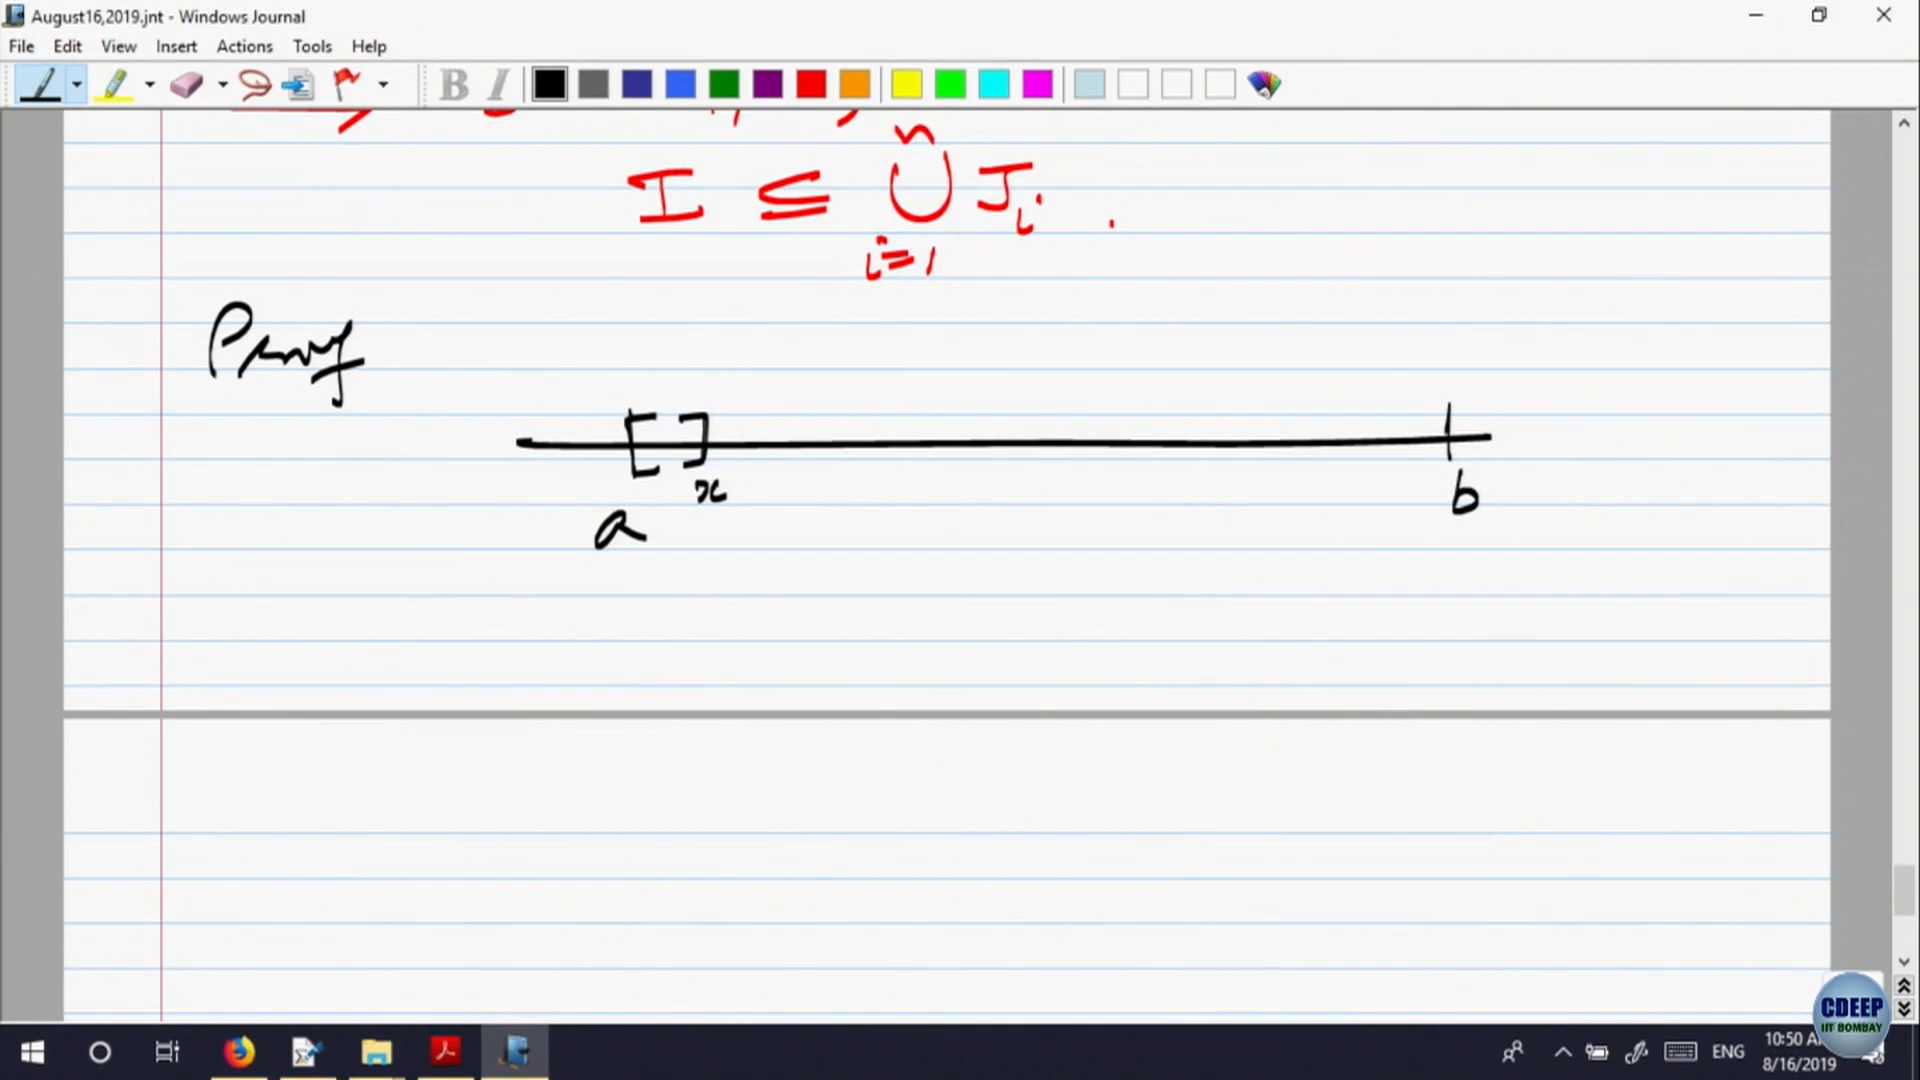 August16,2019.jnt - Windows Journal
File Edit View Insert Actions Tools Help
B I
n
I ⊆ ∪ Jᵢ .
i=1
Proof
[ ]
x
a
b
CDEEP
IIT BOMBAY
ENG
10:50 A
8/16/2019